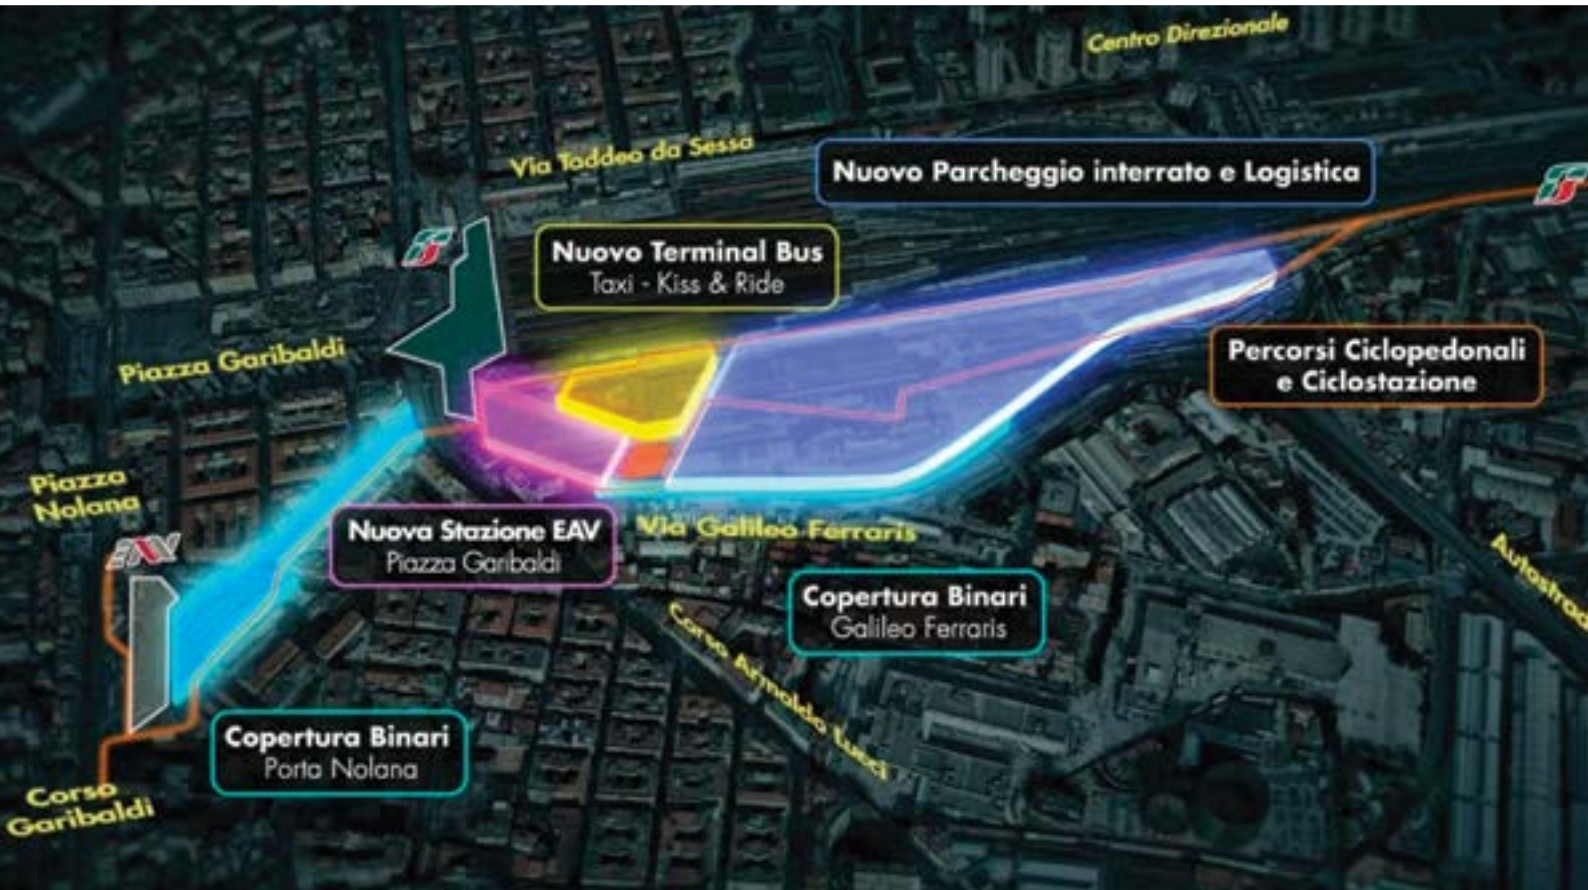 Centro Direzionale
Via Taddeo da Sessa
Nuovo Parcheggio interrato e Logistica
Nuovo Terminal Bus
Taxi - Kiss & Ride
Piazza Garibaldi
Percorsi Ciclopedonali
e Ciclostazione
Piazza
Nolana
EAV
Nuova Stazione EAV
Piazza Garibaldi
Via Galileo Ferraris
Autostrad
Copertura Binari
Galileo Ferraris
Corso Arnaldo Lucci
Copertura Binari
Porta Nolana
Corso
Garibaldi